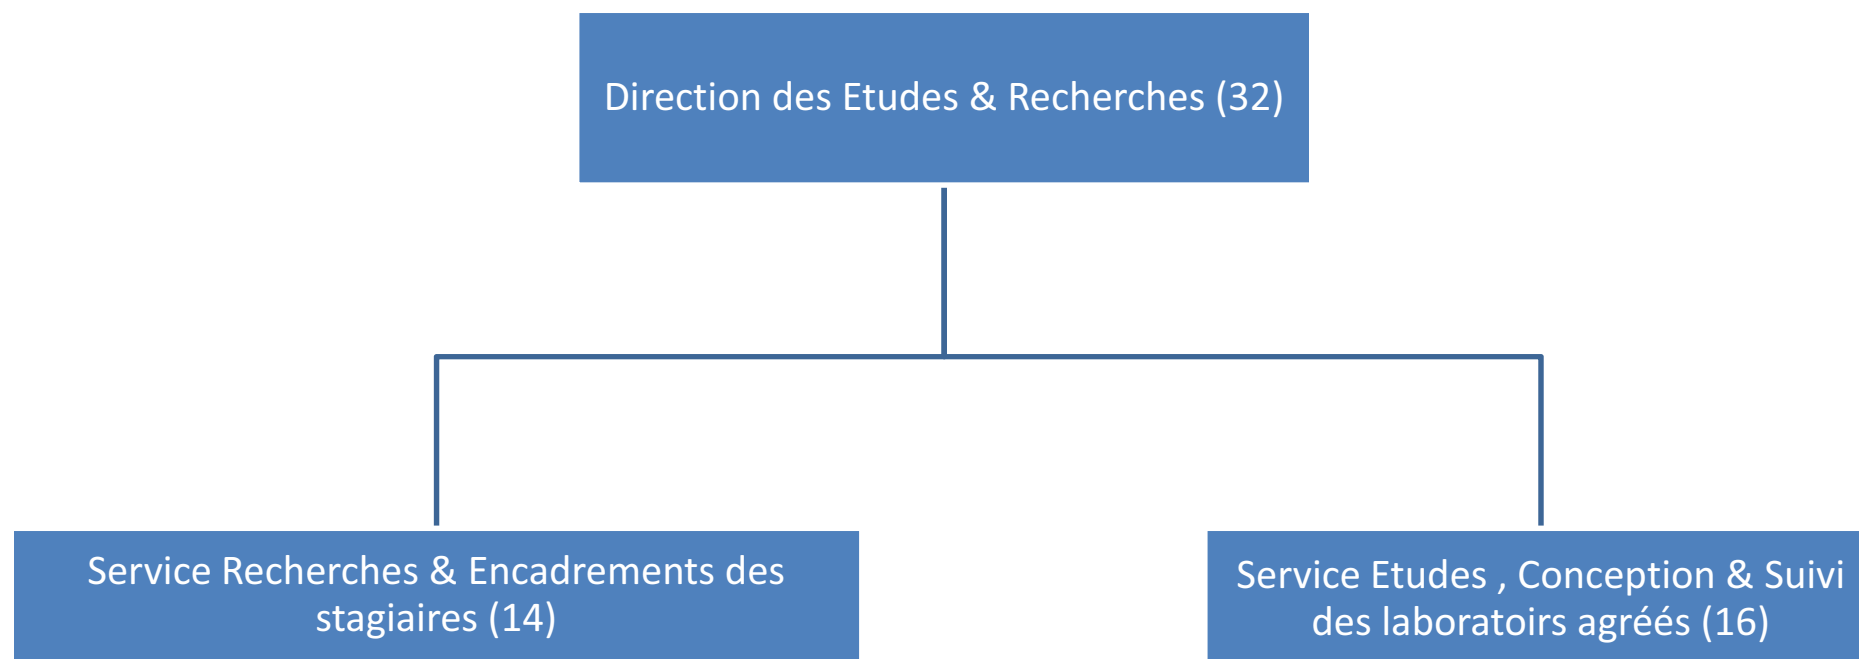 Direction des Etudes & Recherches (32)
Service Recherches & Encadrements des
stagiaires (14)
Service Etudes , Conception & Suivi
des laboratoirs agréés (16)